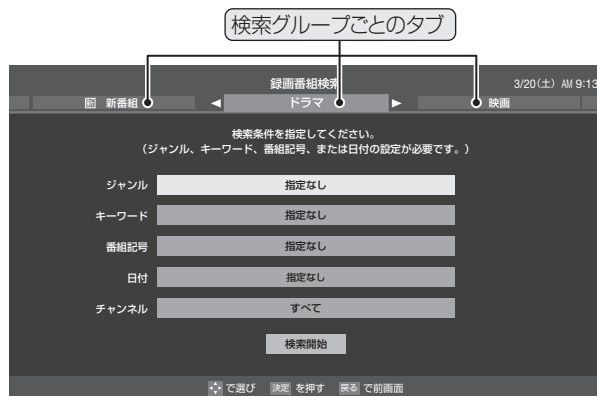 検索グループごとのタブ
録画番組検索
3/20(土) AM 9:13
新 新番組
ドラマ
映画
検索条件を指定してください。
(ジャンル、キーワード、番組記号、または日付の設定が必要です。)
ジャンル 指定なし
キーワード 指定なし
番組記号 指定なし
日付 指定なし
チャンネル すべて
検索開始
で選び 決定 を押す 戻る で前画面